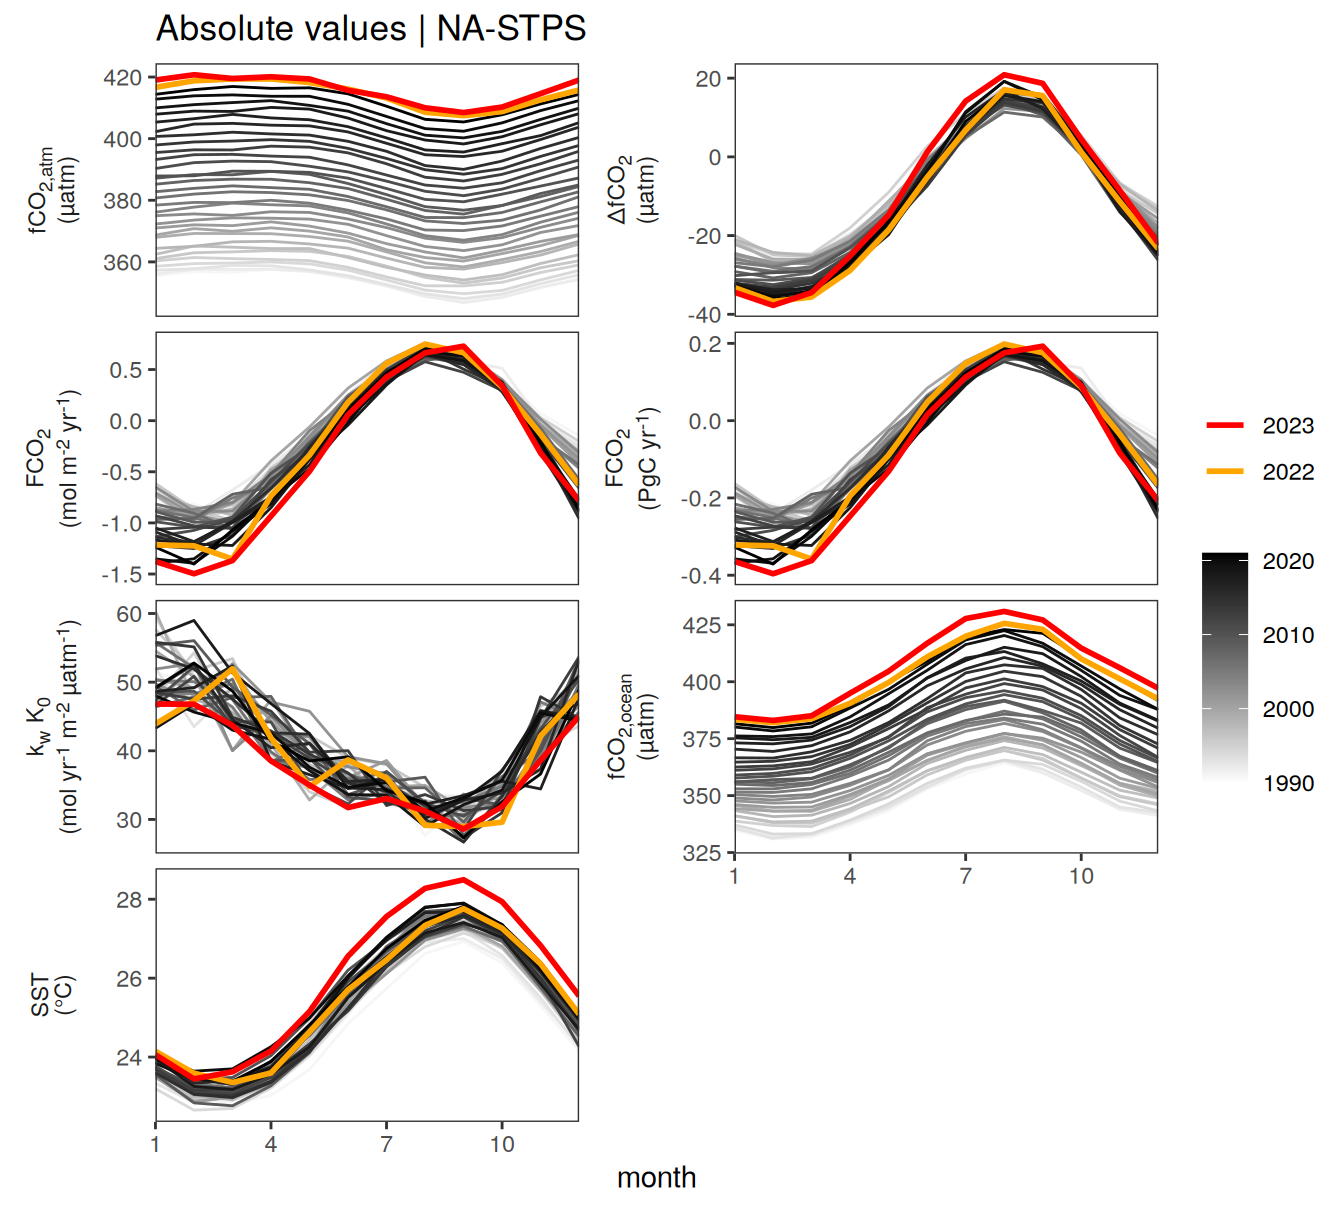 Absolute values | NA-STPS
fCO2,atm
(µatm)
420
400
380
360
ΔfCO2
(µatm)
20
0
-20
-40
FCO2
(mol m-2 yr-1)
0.5
0.0
-0.5
-1.0
-1.5
FCO2
(PgC yr-1)
0.2
0.0
-0.2
-0.4
kw K0
(mol yr-1 m-2 µatm-1)
60
50
40
30
fCO2,ocean
(µatm)
425
400
375
350
325
1 4 7 10
SST
(°C)
28
26
24
1 4 7 10
month
2023
2022
2020
2010
2000
1990